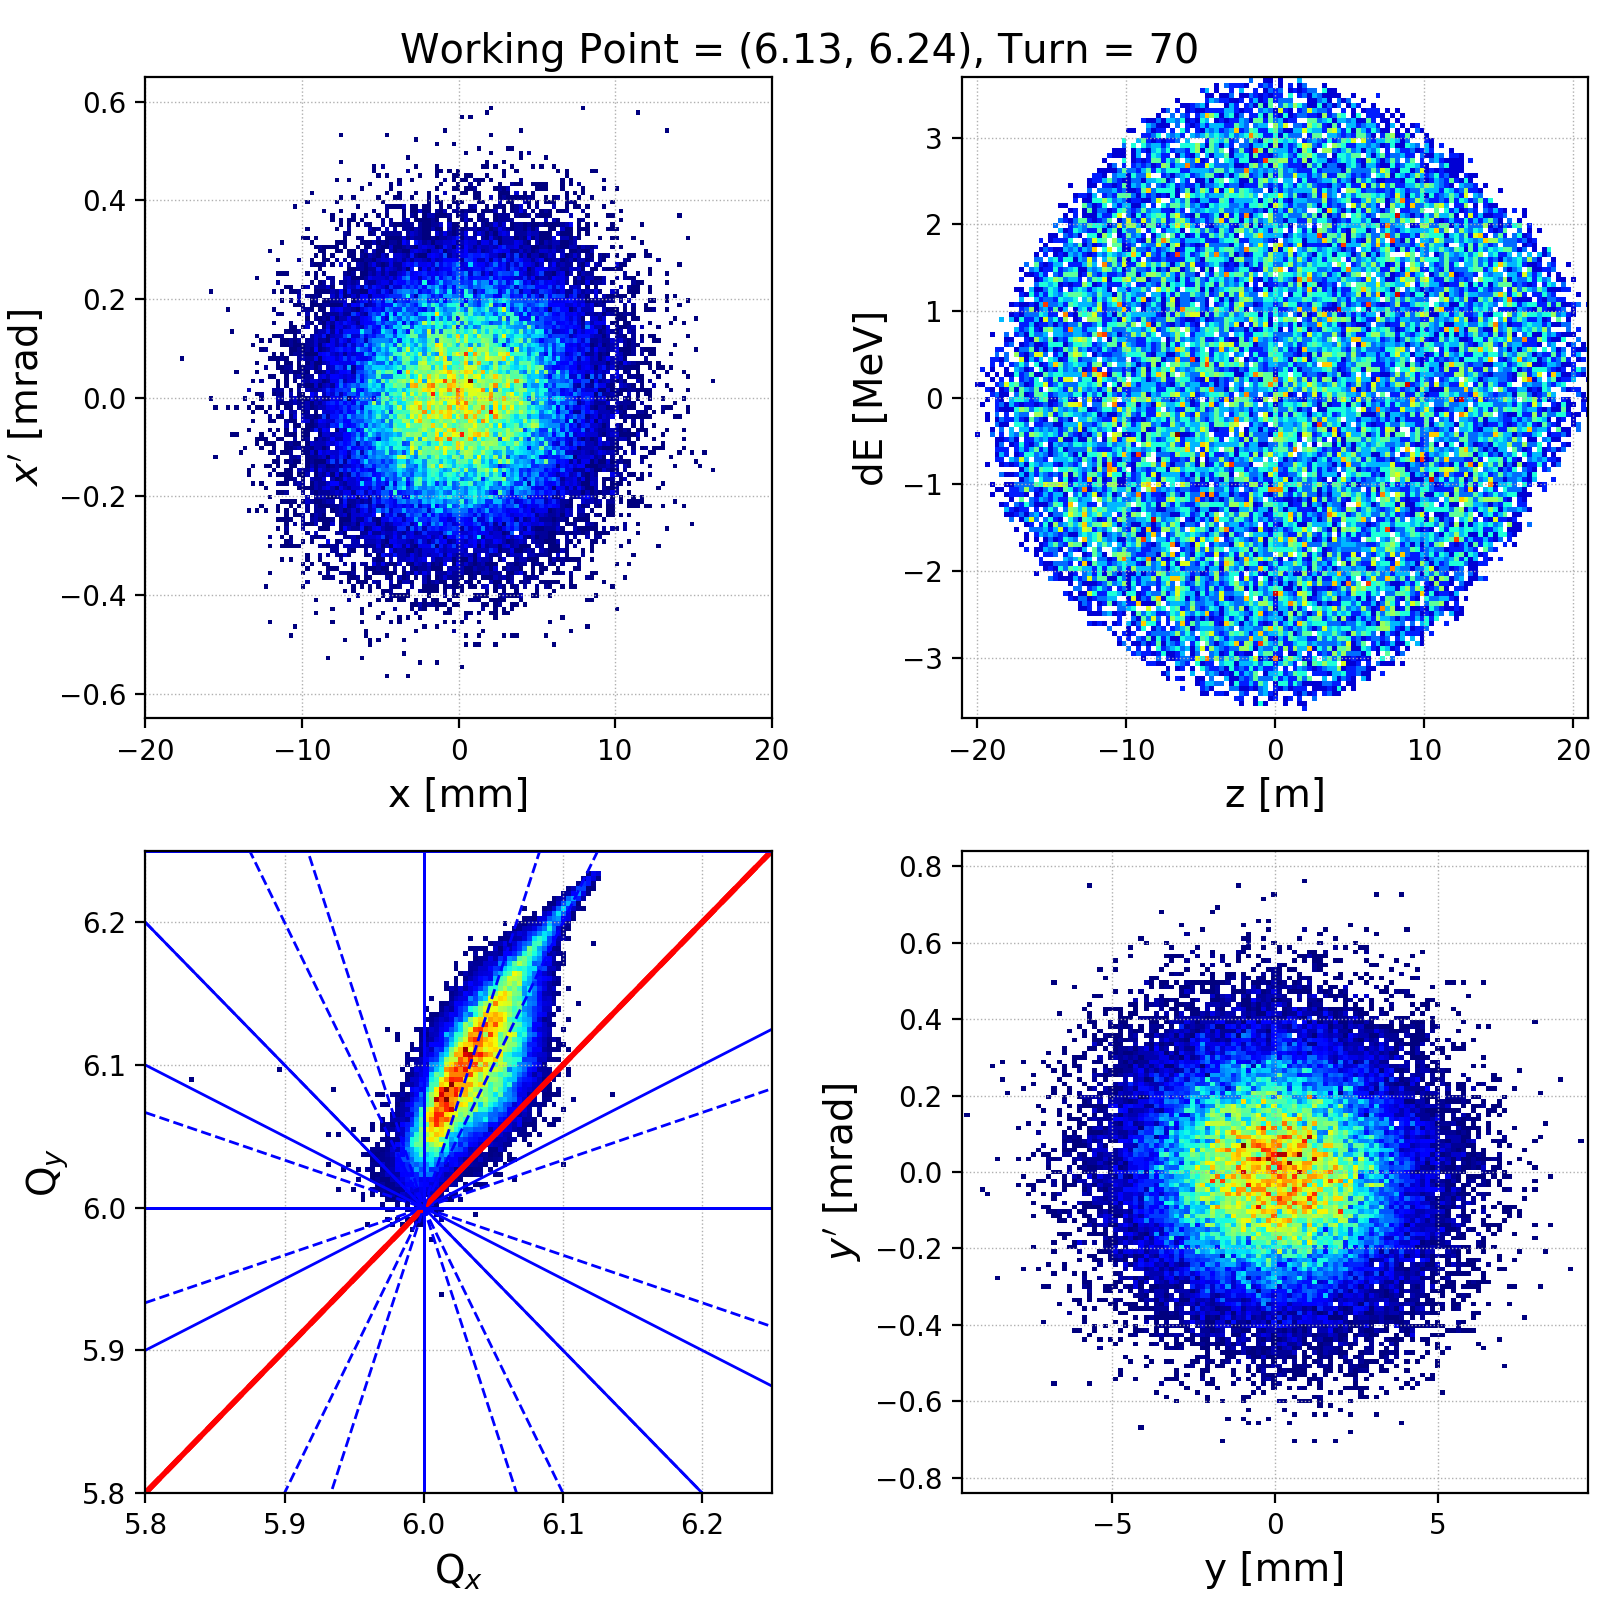 Working Point = (6.13, 6.24), Turn = 70
0.6
0.4
0.2
0.0
−0.2
−0.4
−0.6
x′ [mrad]
−20 −10 0 10 20
x [mm]
3
2
1
0
−1
−2
−3
dE [MeV]
−20 −10 0 10 20
z [m]
6.2
6.1
6.0
5.9
5.8
Qy
5.8 5.9 6.0 6.1 6.2
Qx
0.8
0.6
0.4
0.2
0.0
−0.2
−0.4
−0.6
−0.8
y′ [mrad]
−5 0 5
y [mm]